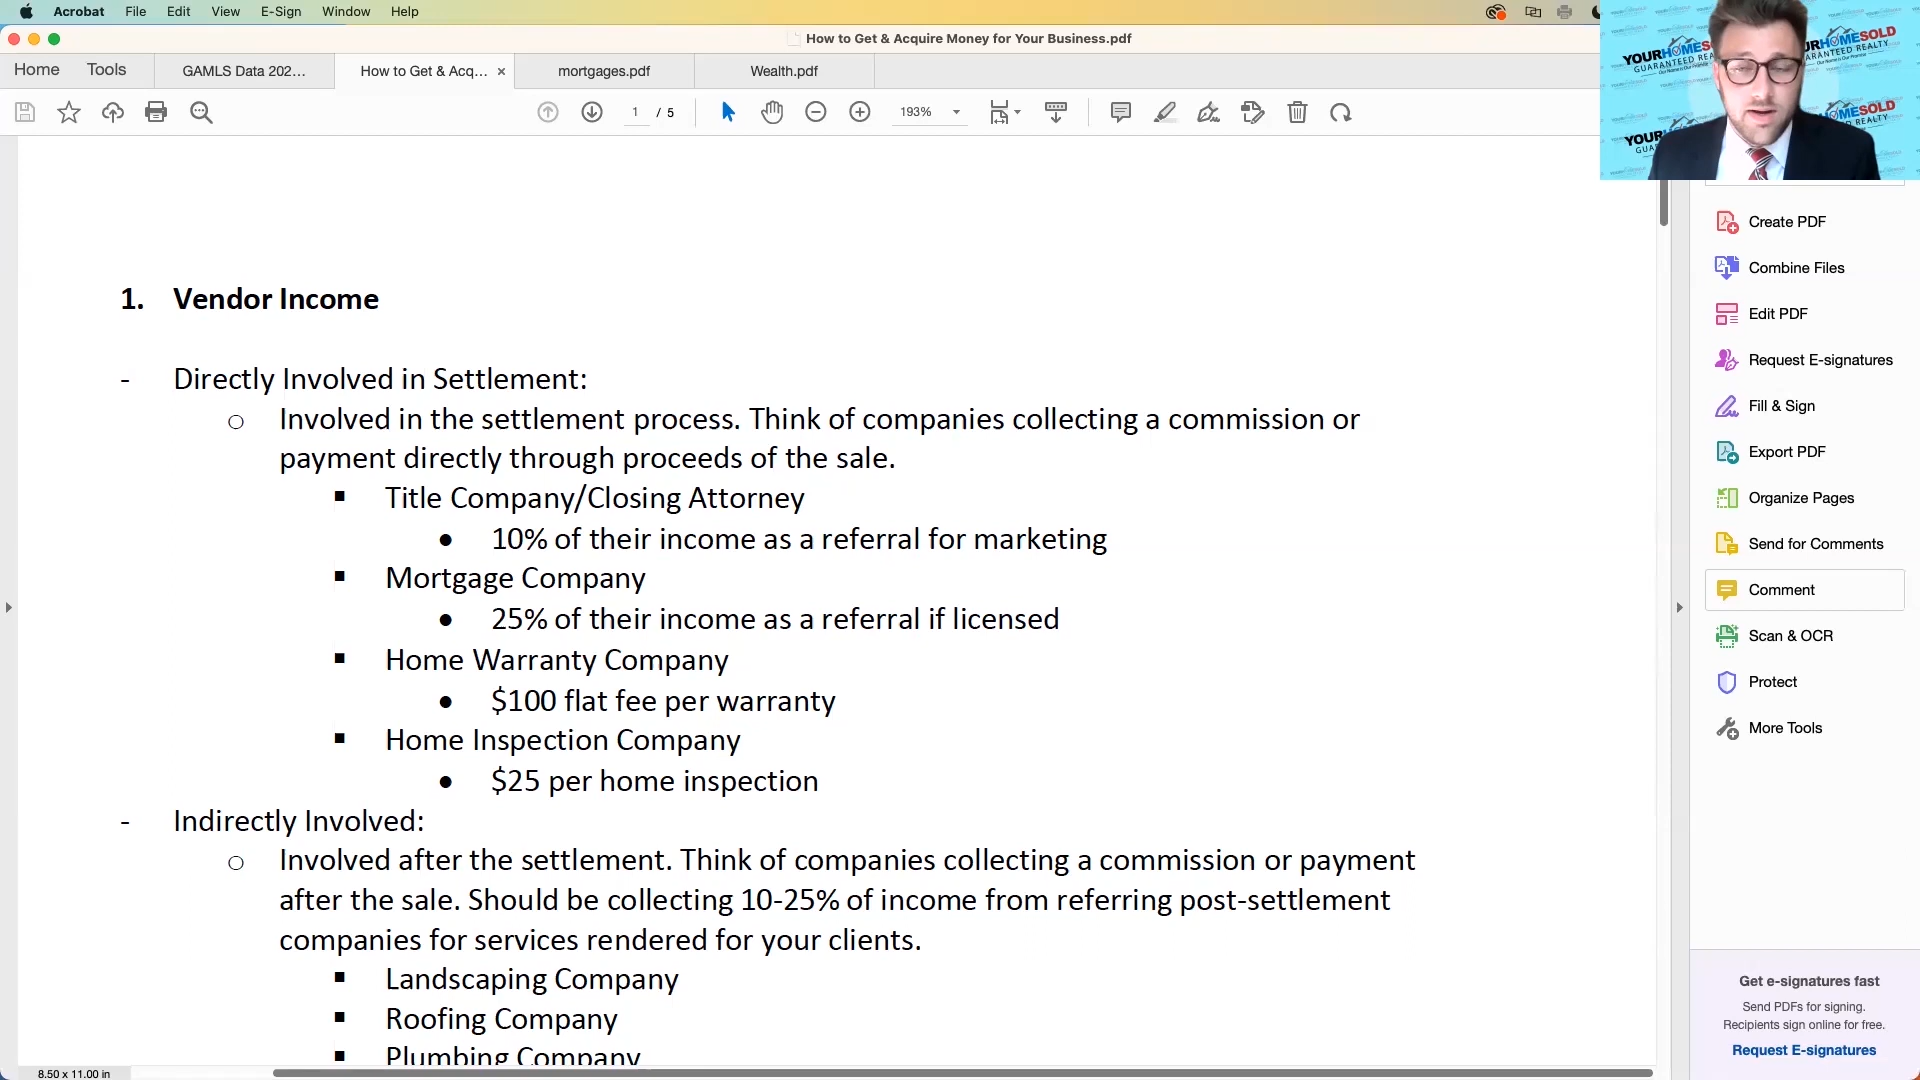 Acrobat File Edit View E-Sign Window Help
How to Get & Acquire Money for Your Business.pdf
Home Tools GAMLS Data 202... How to Get & Acq... × mortgages.pdf Wealth.pdf
1 / 5 193%
YOURHOMESOLD
GUARANTEED REALTY
1. Vendor Income
- Directly Involved in Settlement:
Involved in the settlement process. Think of companies collecting a commission or
payment directly through proceeds of the sale.
Title Company/Closing Attorney
10% of their income as a referral for marketing
Mortgage Company
25% of their income as a referral if licensed
Home Warranty Company
$100 flat fee per warranty
Home Inspection Company
$25 per home inspection
- Indirectly Involved:
Involved after the settlement. Think of companies collecting a commission or payment
after the sale. Should be collecting 10-25% of income from referring post-settlement
companies for services rendered for your clients.
Landscaping Company
Roofing Company
Plumbing Company
8.50 x 11.00 in
Create PDF
Combine Files
Edit PDF
Request E-signatures
Fill & Sign
Export PDF
Organize Pages
Send for Comments
Comment
Scan & OCR
Protect
More Tools
Get e-signatures fast
Send PDFs for signing.
Recipients sign online for free.
Request E-signatures